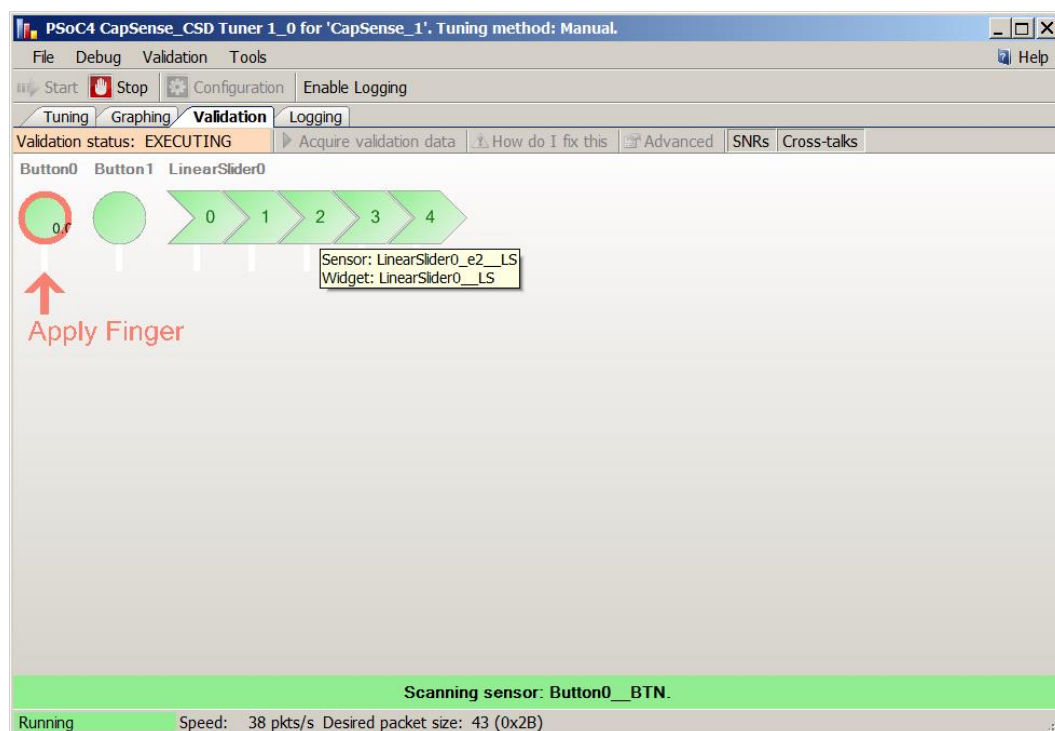 PSoC4 CapSense_CSD Tuner 1_0 for 'CapSense_1'. Tuning method: Manual.
File Debug Validation Tools Help
Start Stop Configuration Enable Logging
Tuning Graphing Validation Logging
Validation status: EXECUTING Acquire validation data How do I fix this Advanced SNRs Cross-talks
Button0 Button1 LinearSlider0
0 1 2 3 4
Sensor: LinearSlider0_e2__LS
Widget: LinearSlider0__LS
Apply Finger
Scanning sensor: Button0__BTN.
Running Speed: 38 pkts/s Desired packet size: 43 (0x2B)